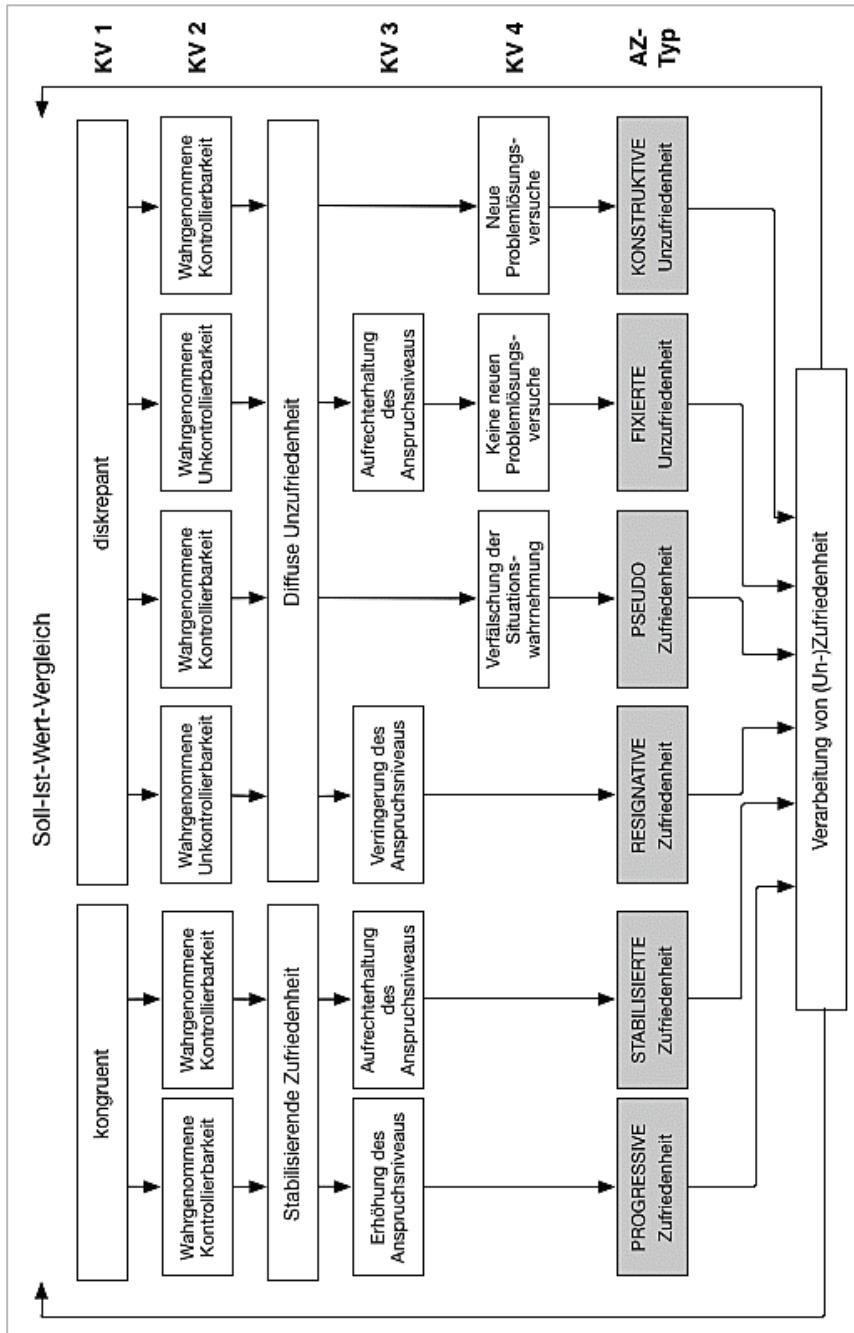 Soll-Ist-Wert-Vergleich
kongruent
diskrepant
KV 1
Wahrgenommene
Kontrollierbarkeit
Wahrgenommene
Kontrollierbarkeit
Wahrgenommene
Unkontrollierbarkeit
Wahrgenommene
Kontrollierbarkeit
Wahrgenommene
Unkontrollierbarkeit
Wahrgenommene
Kontrollierbarkeit
KV 2
Stabilisierende Zufriedenheit
Diffuse Unzufriedenheit
Erhöhung des
Anspruchsniveaus
Aufrechterhaltung
des
Anspruchsniveaus
Verringerung des
Anspruchsniveaus
Aufrechterhaltung
des
Anspruchsniveaus
KV 3
Verfälschung der
Situations-
wahrnehmung
Keine neuen
Problemlösungs-
versuche
Neue
Problemlösungs-
versuche
KV 4
PROGRESSIVE
Zufriedenheit
STABILISIERTE
Zufriedenheit
RESIGNATIVE
Zufriedenheit
PSEUDO
Zufriedenheit
FIXIERTE
Unzufriedenheit
KONSTRUKTIVE
Unzufriedenheit
AZ-
Typ
Verarbeitung von (Un-)Zufriedenheit